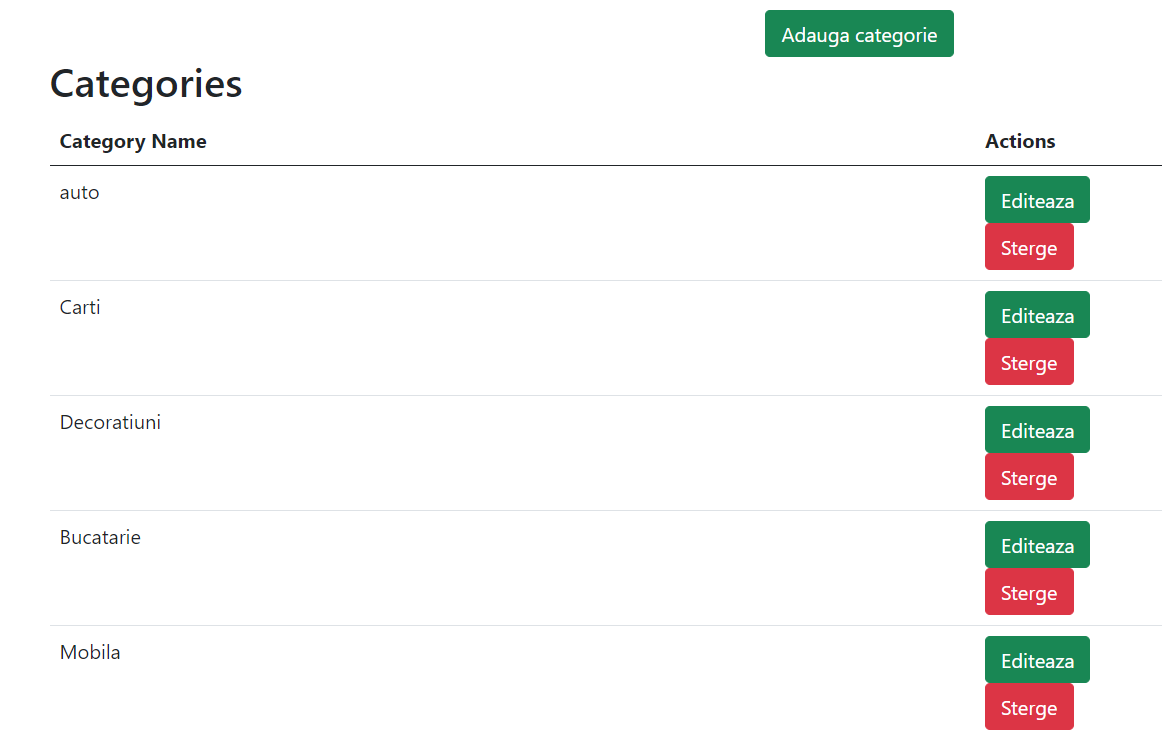 Adauga categorie
Categories
Category Name Actions
auto Editeaza
Sterge
Carti Editeaza
Sterge
Decoratiuni Editeaza
Sterge
Bucatarie Editeaza
Sterge
Mobila Editeaza
Sterge